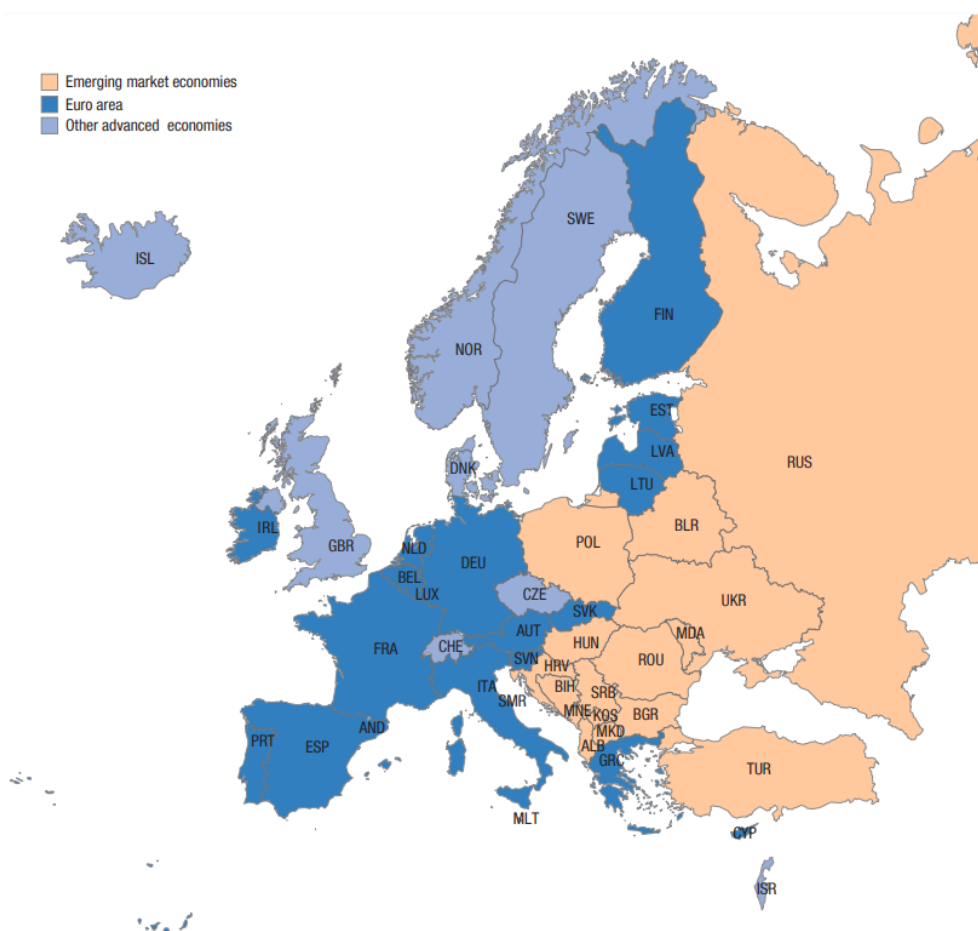 Emerging market economies
Euro area
Other advanced economies
SWE
ISL
FIN
NOR
EST
LVA
RUS
DNK
LTU
IRL
BLR
GBR
NLD
POL
DEU
BEL
LUX
CZE
UKR
SVK
AUT
MDA
FRA
CHE
HUN
SVN
HRV
ROU
ITA
BIH
SRB
SMR
MNE
KOS
BGR
AND
MKD
PRT
ESP
ALB
GRC
TUR
MLT
CYP
ISR